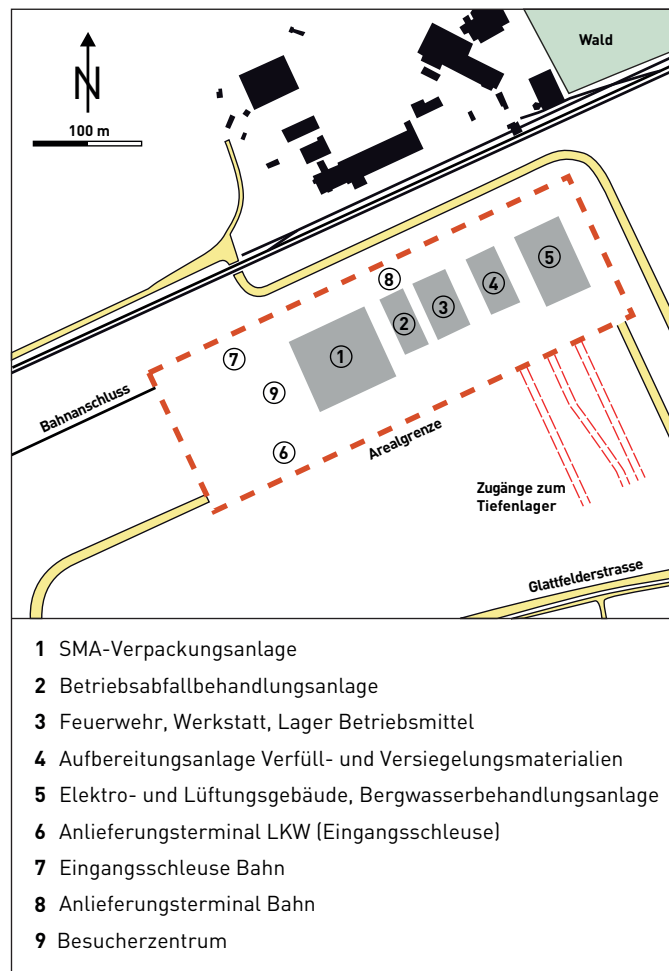 Wald
N
100 m
8
5
4
3
2
1
7
9
6
Bahnanschluss
Arealgrenze
Zugänge zum
Tiefenlager
Glattfelderstrasse
1 SMA-Verpackungsanlage
2 Betriebsabfallbehandlungsanlage
3 Feuerwehr, Werkstatt, Lager Betriebsmittel
4 Aufbereitungsanlage Verfüll- und Versiegelungsmaterialien
5 Elektro- und Lüftungsgebäude, Bergwasserbehandlungsanlage
6 Anlieferungsterminal LKW (Eingangsschleuse)
7 Eingangsschleuse Bahn
8 Anlieferungsterminal Bahn
9 Besucherzentrum